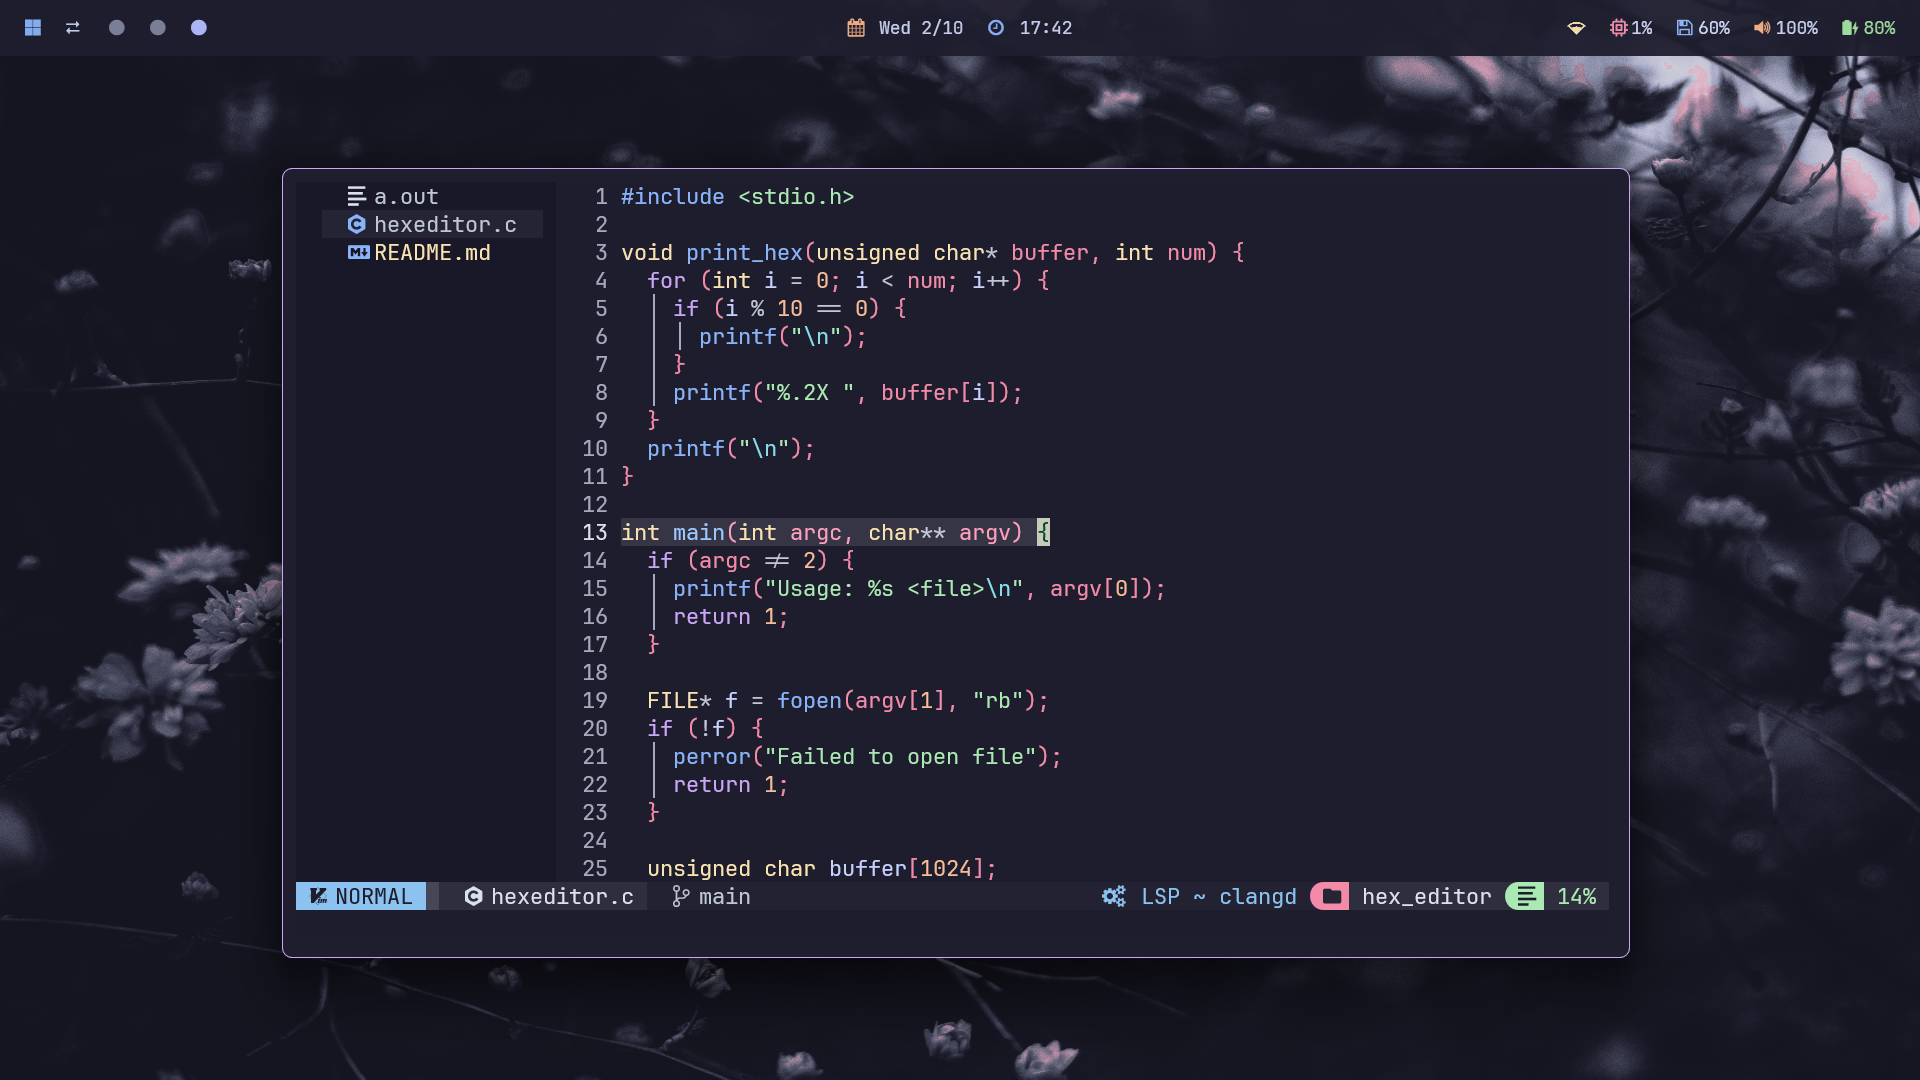 Wed 2/10 17:42 1% 60% 100% 80%
a.out
hexeditor.c
README.md
1 #include <stdio.h>
2
3 void print_hex(unsigned char* buffer, int num) {
4   for (int i = 0; i < num; i++) {
5     if (i % 10 == 0) {
6       printf("\n");
7     }
8     printf("%.2X ", buffer[i]);
9   }
10   printf("\n");
11 }
12
13 int main(int argc, char** argv) {
14   if (argc != 2) {
15     printf("Usage: %s <file>\n", argv[0]);
16     return 1;
17   }
18
19   FILE* f = fopen(argv[1], "rb");
20   if (!f) {
21     perror("Failed to open file");
22     return 1;
23   }
24
25   unsigned char buffer[1024];
NORMAL hexeditor.c main LSP ~ clangd hex_editor 14%